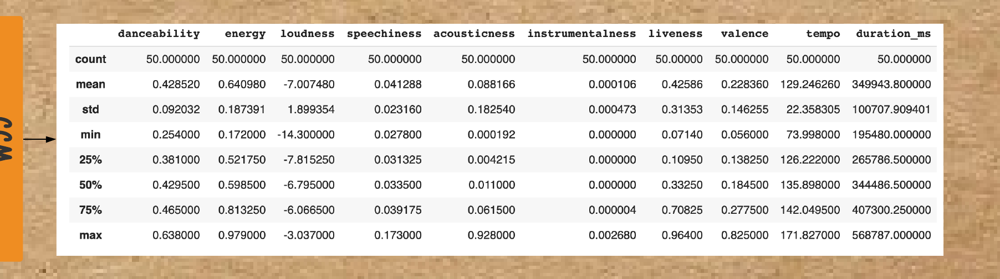 danceability energy loudness speechiness acousticness instrumentalness liveness valence tempo duration_ms
count 50.000000 50.000000 50.000000 50.000000 50.000000 50.000000 50.00000 50.000000 50.000000 50.000000
mean 0.428520 0.640980 -7.007480 0.041288 0.088166 0.000106 0.42586 0.228360 129.246260 349943.800000
std 0.092032 0.187391 1.899354 0.023160 0.182540 0.000473 0.31353 0.146255 22.358305 100707.909401
min 0.254000 0.172000 -14.300000 0.027800 0.000192 0.000000 0.07140 0.056000 73.998000 195480.000000
25% 0.381000 0.521750 -7.815250 0.031325 0.004215 0.000000 0.10950 0.138250 126.222000 265786.500000
50% 0.429500 0.598500 -6.795000 0.033500 0.011000 0.000000 0.33250 0.184500 135.898000 344486.500000
75% 0.465000 0.813250 -6.066500 0.039175 0.061500 0.000004 0.70825 0.277500 142.049500 407300.250000
max 0.638000 0.979000 -3.037000 0.173000 0.928000 0.002680 0.96400 0.825000 171.827000 568787.000000